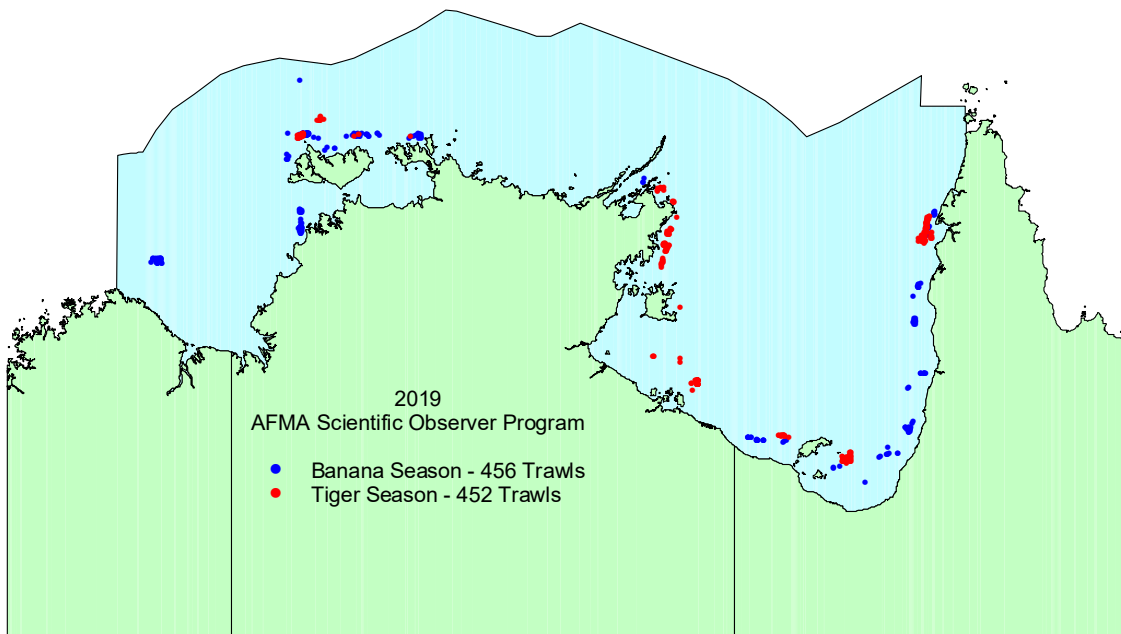 2019
AFMA Scientific Observer Program
Banana Season - 456 Trawls
Tiger Season - 452 Trawls